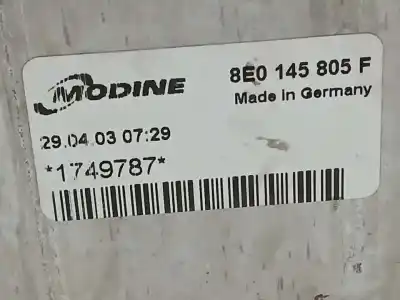 MODINE
8E0 145 805 F
Made in Germany
29.04.03 07:29
*1749787*